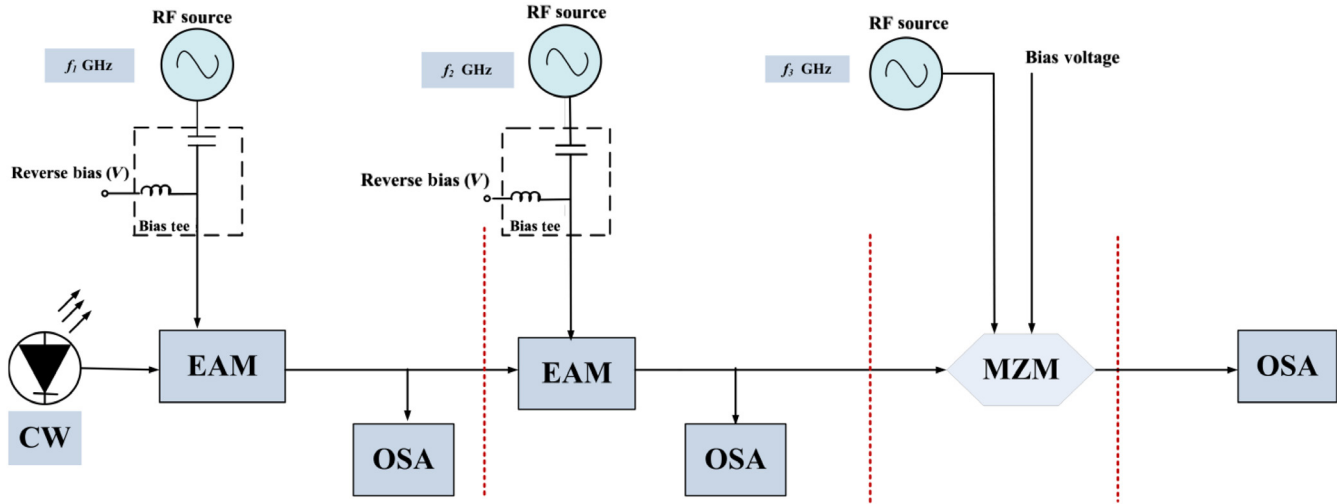 RF source
f1 GHz
Reverse bias (V)
Bias tee
RF source
f2 GHz
Reverse bias (V)
Bias tee
RF source
f3 GHz
Bias voltage
CW
EAM
OSA
EAM
OSA
MZM
OSA